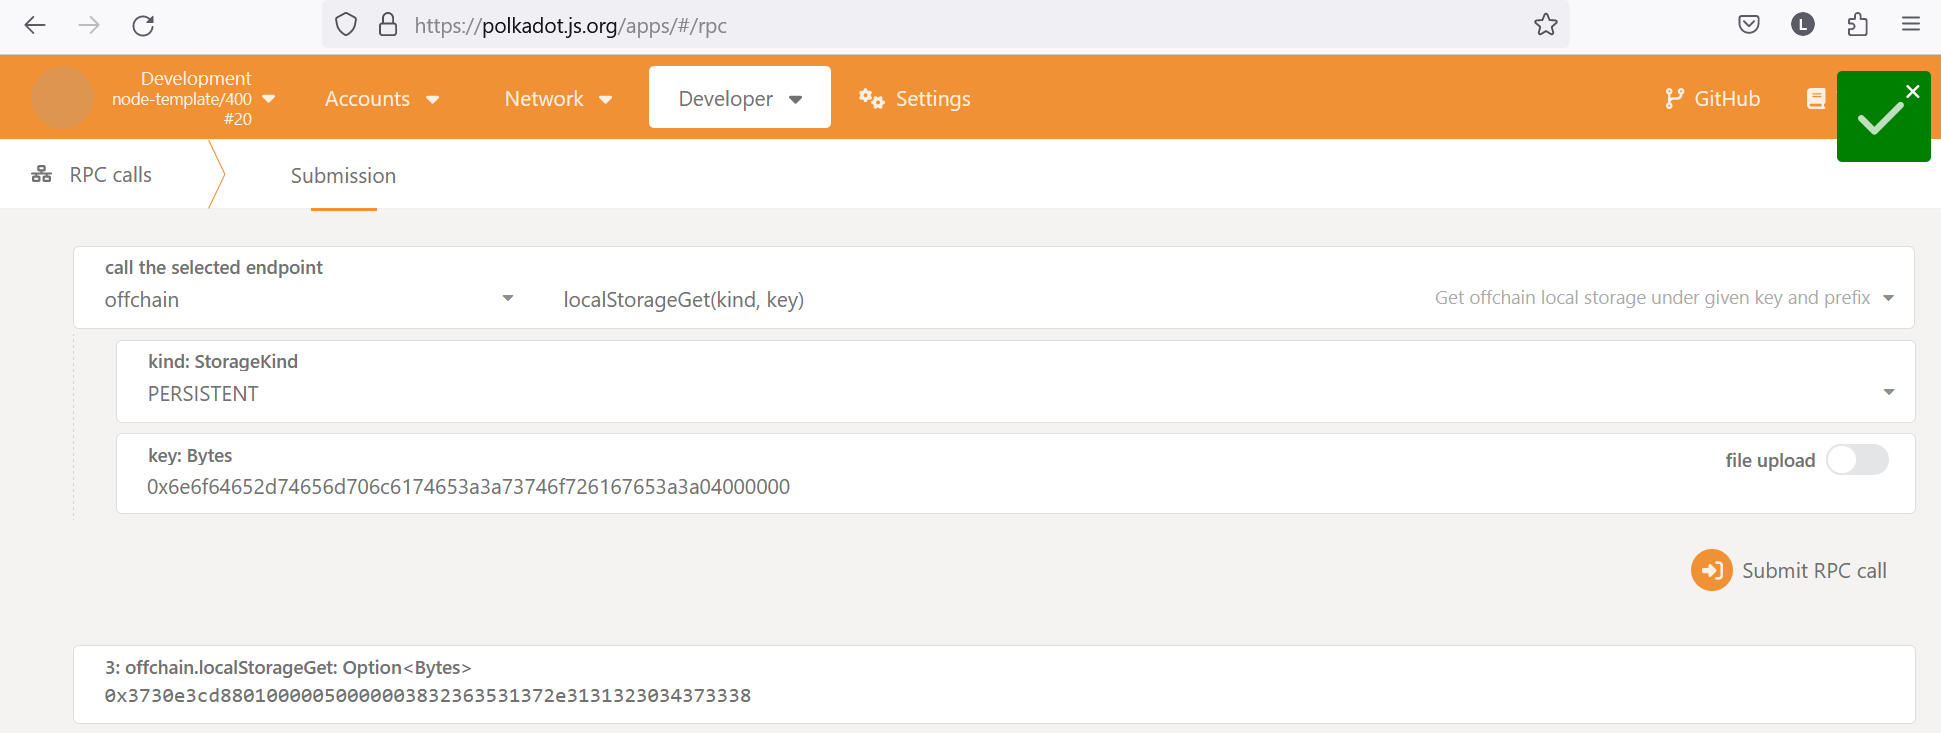 https://polkadot.js.org/apps/#/rpc
L
Development
node-template/400
#20
Accounts
Network
Developer
Settings
GitHub
RPC calls
Submission
call the selected endpoint
offchain
localStorageGet(kind, key)
Get offchain local storage under given key and prefix
kind: StorageKind
PERSISTENT
key: Bytes
file upload
0x6e6f64652d74656d706c6174653a3a73746f726167653a3a04000000
Submit RPC call
3: offchain.localStorageGet: Option<Bytes>
0x3730e3cd880100000500000003832363531372e3131323034373338